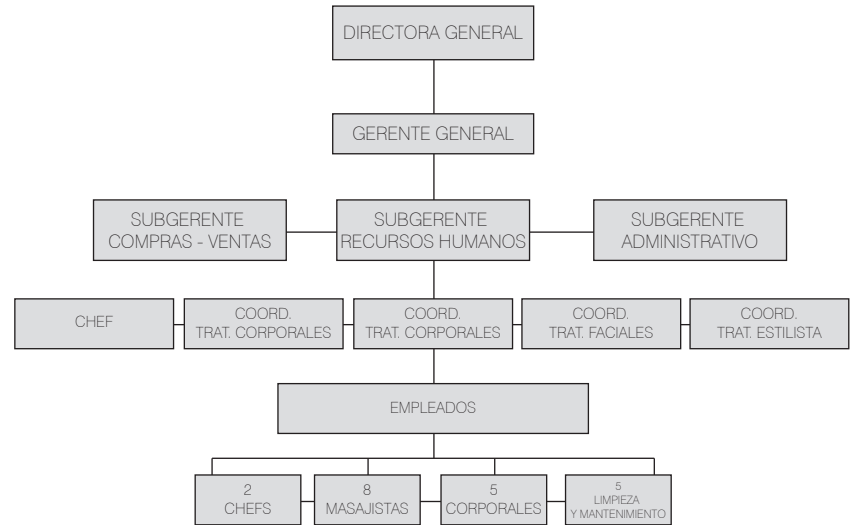 DIRECTORA GENERAL
GERENTE GENERAL
SUBGERENTE
COMPRAS - VENTAS
SUBGERENTE
RECURSOS HUMANOS
SUBGERENTE
ADMINISTRATIVO
CHEF
COORD.
TRAT. CORPORALES
COORD.
TRAT. CORPORALES
COORD.
TRAT. FACIALES
COORD.
TRAT. ESTILISTA
EMPLEADOS
2
CHEFS
8
MASAJISTAS
5
CORPORALES
5
LIMPIEZA
Y MANTENIMIENTO